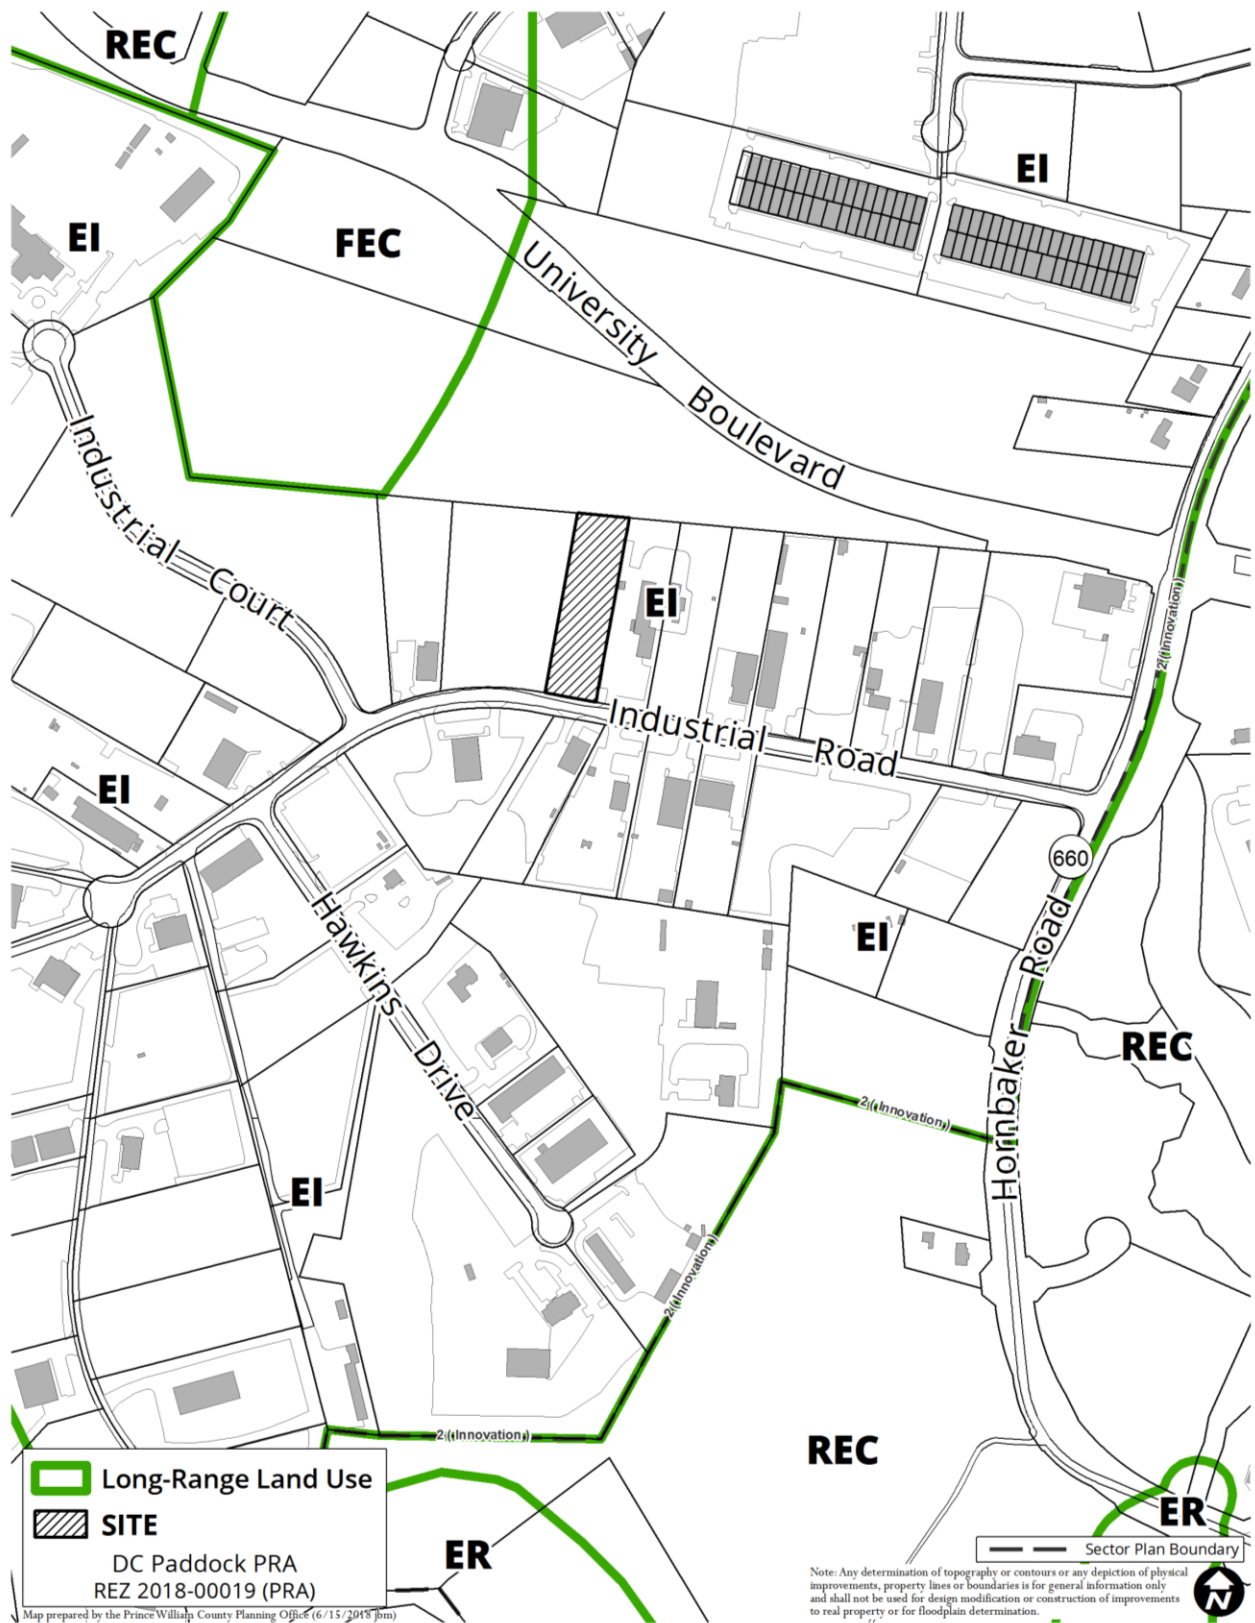 REC
EI
EI
FEC
University Boulevard
Industrial Court
EI
2 ( Innovation )
Industrial Road
EI
660
Hawkins Drive
EI
Hornbaker Road
REC
2 ( Innovation )
EI
2 ( Innovation )
2 ( Innovation )
REC
ER
ER
Long-Range Land Use
SITE
DC Paddock PRA
REZ 2018-00019 (PRA)
Map prepared by the Prince William County Planning Office (6/15/2018 jbm)
Sector Plan Boundary
Note: Any determination of topography or contours or any depiction of physical
improvements, property lines or boundaries is for general information only
and shall not be used for design modification or construction of improvements
to real property or for floodplain determination.
N